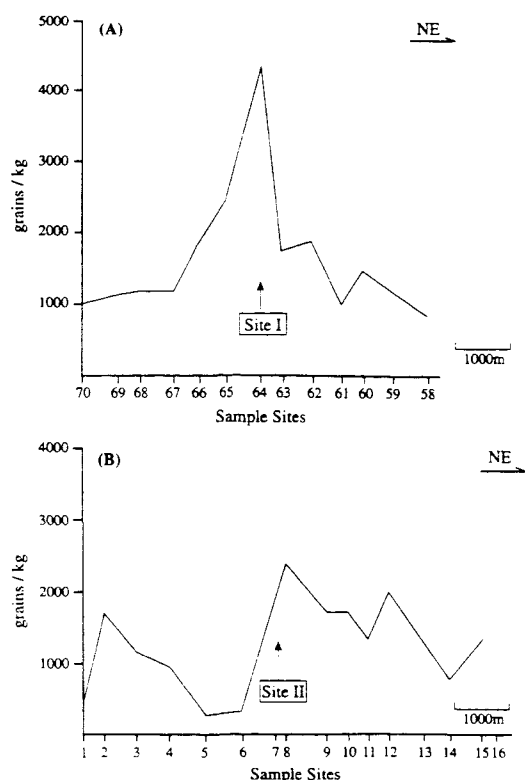 (A)
NE
5000
4000
3000
2000
1000
grains / kg
Site I
1000m
70 69 68 67 66 65 64 63 62 61 60 59 58
Sample Sites
(B)
NE
4000
3000
2000
1000
grains / kg
Site II
1000m
1 2 3 4 5 6 7 8 9 10 11 12 13 14 15 16
Sample Sites